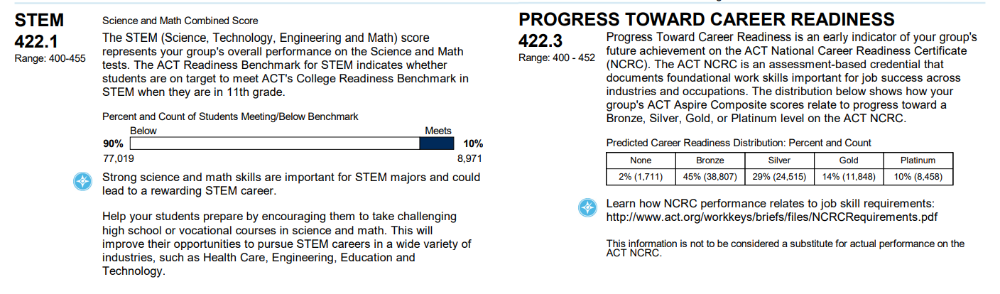 STEM
422.1
Range: 400-455
Science and Math Combined Score
The STEM (Science, Technology, Engineering and Math) score
represents your group's overall performance on the Science and Math
tests. The ACT Readiness Benchmark for STEM indicates whether
students are on target to meet ACT's College Readiness Benchmark in
STEM when they are in 11th grade.
Percent and Count of Students Meeting/Below Benchmark
Below Meets
90% 10%
77,019 8,971
Strong science and math skills are important for STEM majors and could
lead to a rewarding STEM career.
Help your students prepare by encouraging them to take challenging
high school or vocational courses in science and math. This will
improve their opportunities to pursue STEM careers in a wide variety of
industries, such as Health Care, Engineering, Education and
Technology.
PROGRESS TOWARD CAREER READINESS
422.3
Range: 400 - 452
Progress Toward Career Readiness is an early indicator of your group's
future achievement on the ACT National Career Readiness Certificate
(NCRC). The ACT NCRC is an assessment-based credential that
documents foundational work skills important for job success across
industries and occupations. The distribution below shows how your
group's ACT Aspire Composite scores relate to progress toward a
Bronze, Silver, Gold, or Platinum level on the ACT NCRC.
Predicted Career Readiness Distribution: Percent and Count
None Bronze Silver Gold Platinum
2% (1,711) 45% (38,807) 29% (24,515) 14% (11,848) 10% (8,458)
Learn how NCRC performance relates to job skill requirements:
http://www.act.org/workkeys/briefs/files/NCRCRequirements.pdf
This information is not to be considered a substitute for actual performance on the
ACT NCRC.